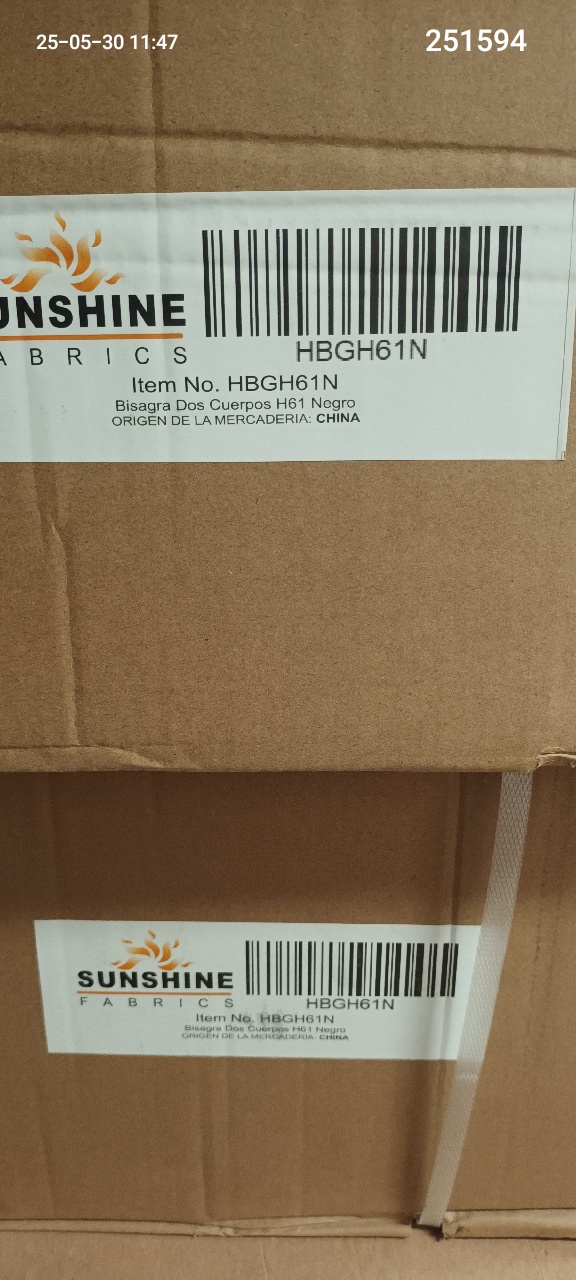 25-05-30 11:47
251594
UNSHINE
ABRICS
HBGH61N
Item No. HBGH61N
Bisagra Dos Cuerpos H61 Negro
ORIGEN DE LA MERCADERIA: CHINA
SUNSHINE
FABRICS
HBGH61N
Item No. HBGH61N
Bisagra Dos Cuerpos H61 Negro
ORIGEN DE LA MERCADERIA: CHINA